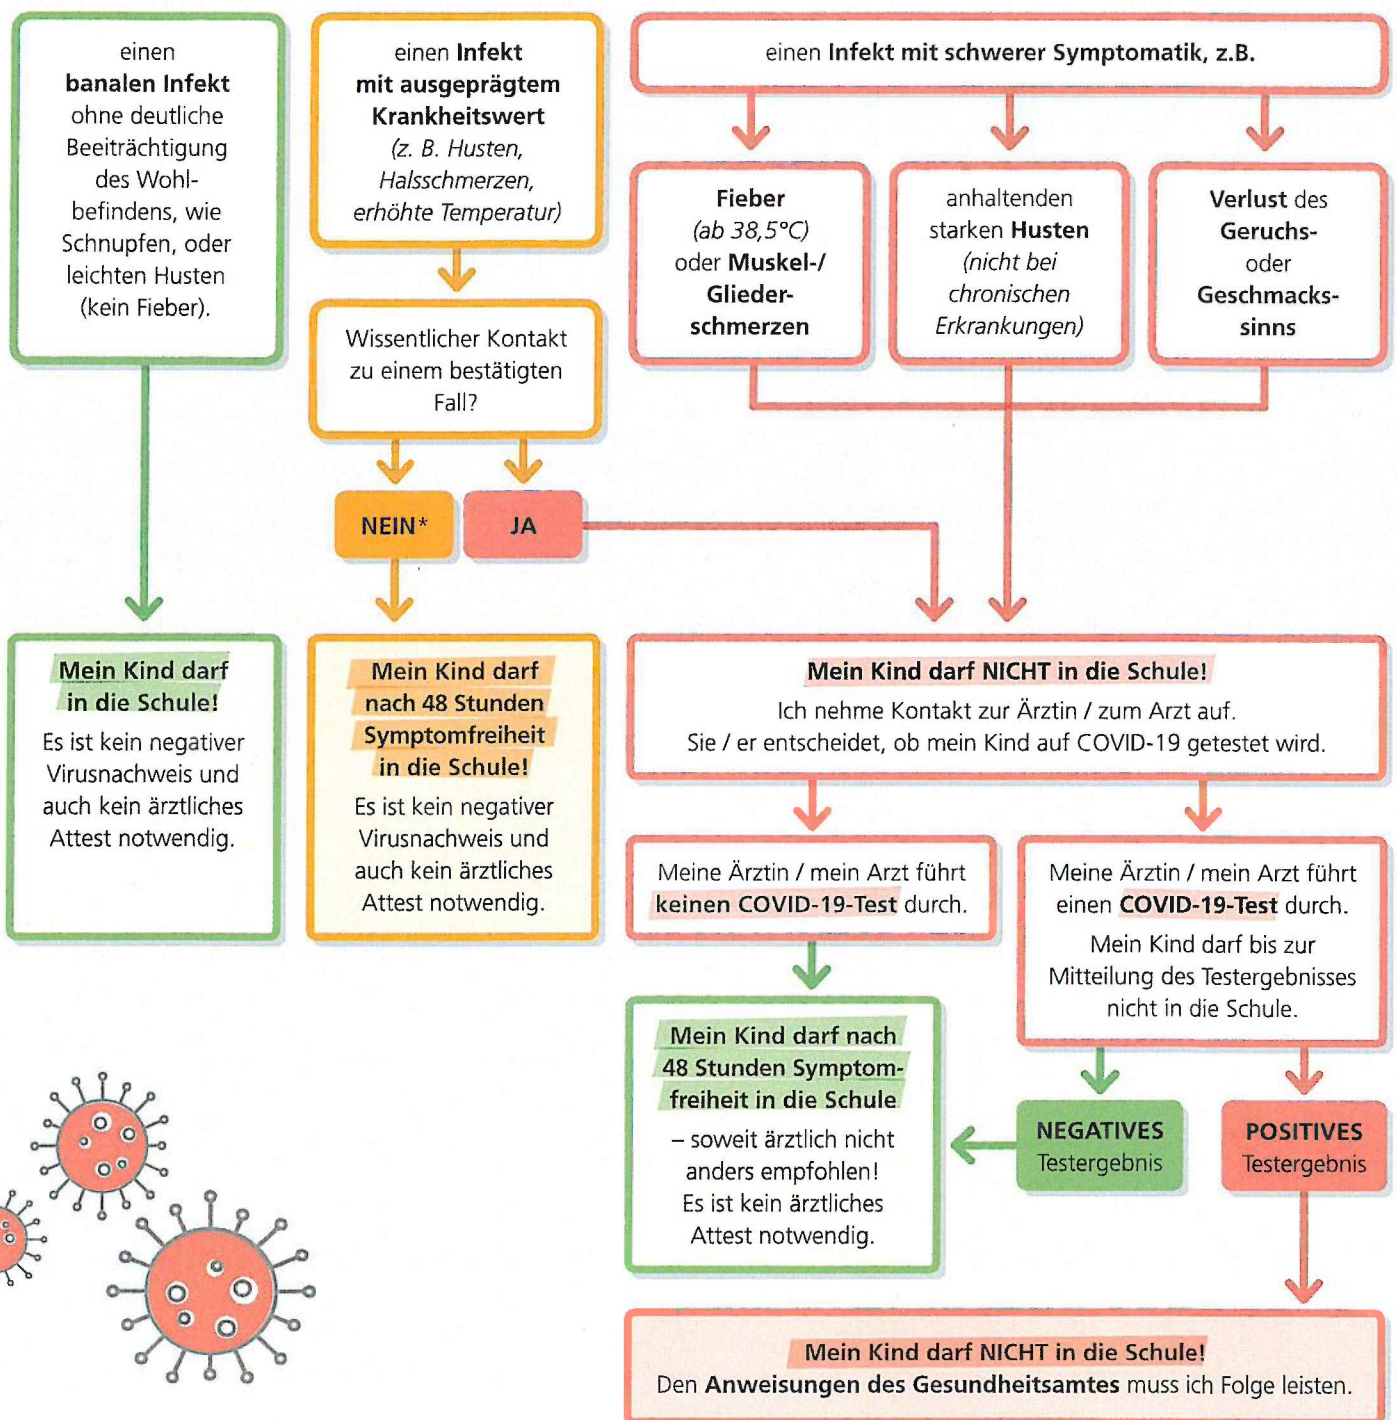 einen
banalen Infekt
ohne deutliche
Beeiträchtigung
des Wohl-
befindens, wie
Schnupfen, oder
leichten Husten
(kein Fieber).
einen Infekt
mit ausgeprägtem
Krankheitswert
(z. B. Husten,
Halsschmerzen,
erhöhte Temperatur)
Wissentlicher Kontakt
zu einem bestätigten
Fall?
NEIN*
JA
einen Infekt mit schwerer Symptomatik, z.B.
Fieber
(ab 38,5°C)
oder Muskel-/
Glieder-
schmerzen
anhaltenden
starken Husten
(nicht bei
chronischen
Erkrankungen)
Verlust des
Geruchs-
oder
Geschmacks-
sinns
Mein Kind darf
in die Schule!
Es ist kein negativer
Virusnachweis und
auch kein ärztliches
Attest notwendig.
Mein Kind darf
nach 48 Stunden
Symptomfreiheit
in die Schule!
Es ist kein negativer
Virusnachweis und
auch kein ärztliches
Attest notwendig.
Mein Kind darf NICHT in die Schule!
Ich nehme Kontakt zur Ärztin / zum Arzt auf.
Sie / er entscheidet, ob mein Kind auf COVID-19 getestet wird.
Meine Ärztin / mein Arzt führt
keinen COVID-19-Test durch.
Meine Ärztin / mein Arzt führt
einen COVID-19-Test durch.
Mein Kind darf bis zur
Mitteilung des Testergebnisses
nicht in die Schule.
Mein Kind darf nach
48 Stunden Symptom-
freiheit in die Schule
– soweit ärztlich nicht
anders empfohlen!
Es ist kein ärztliches
Attest notwendig.
NEGATIVES
Testergebnis
POSITIVES
Testergebnis
Mein Kind darf NICHT in die Schule!
Den Anweisungen des Gesundheitsamtes muss ich Folge leisten.